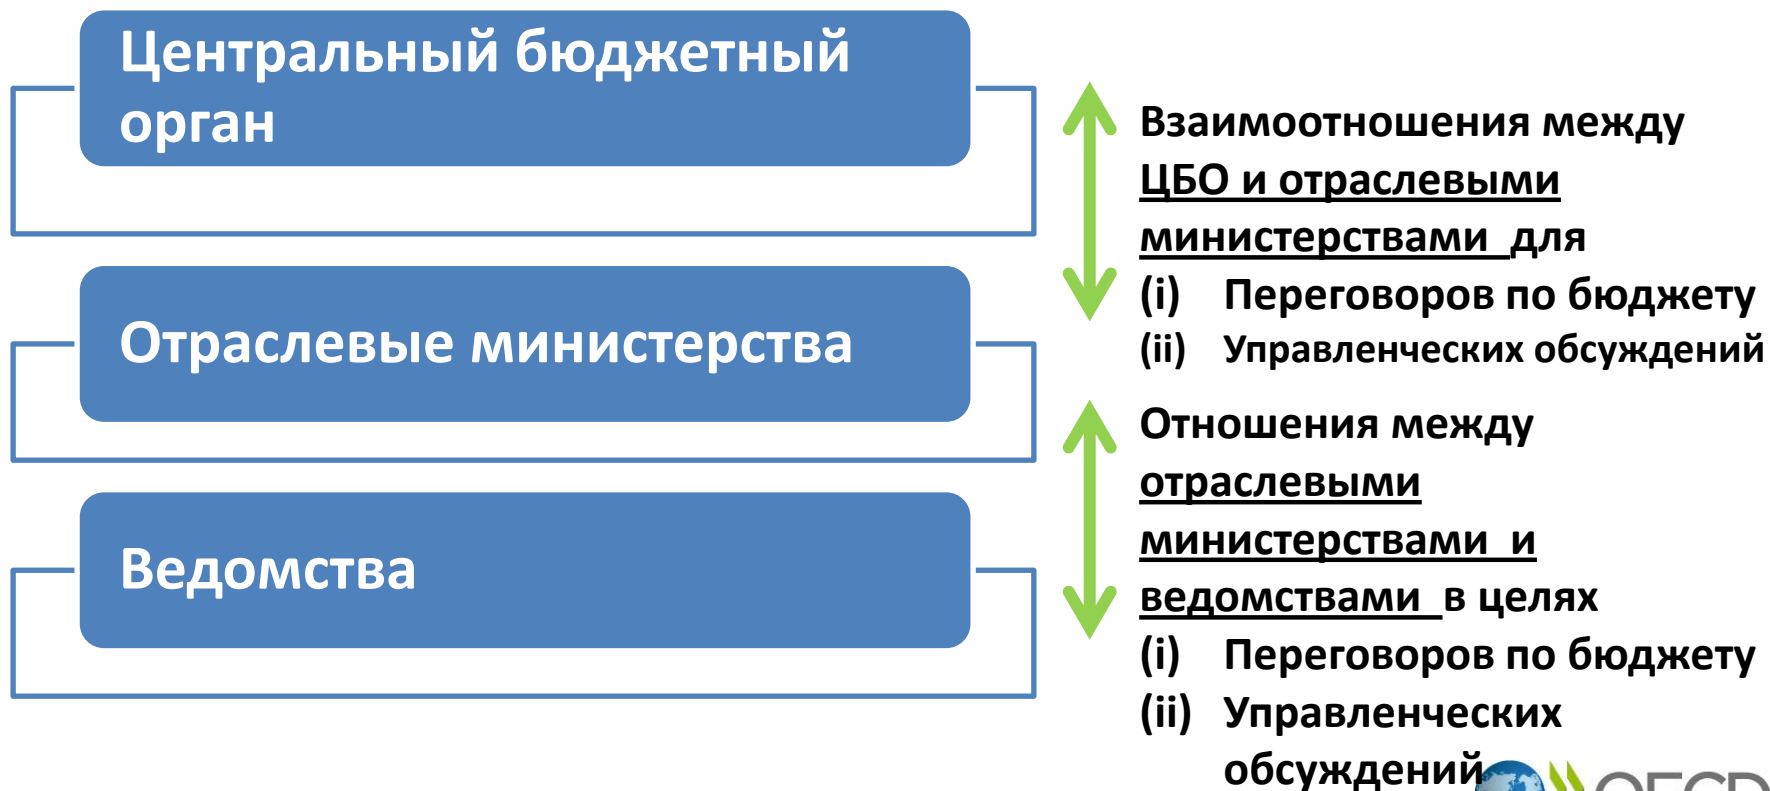 Центральный бюджетный
орган
Отраслевые министерства
Ведомства
Взаимоотношения между
ЦБО и отраслевыми
министерствами для
(i) Переговоров по бюджету
(ii) Управленческих обсуждений
Отношения между
отраслевыми
министерствами и
ведомствами в целях
(i) Переговоров по бюджету
(ii) Управленческих
обсуждений
OECD